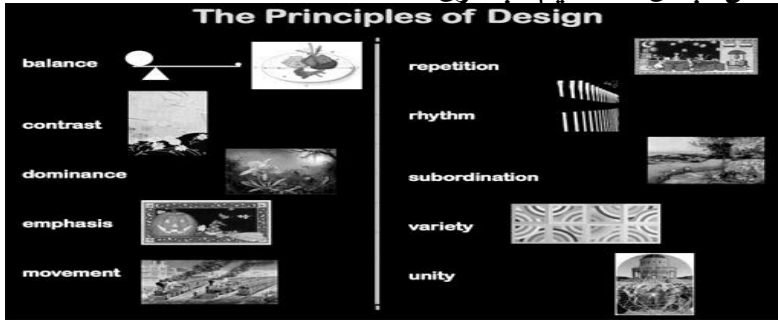 The Principles of Design
balance
contrast
dominance
emphasis
movement
repetition
rhythm
subordination
variety
unity